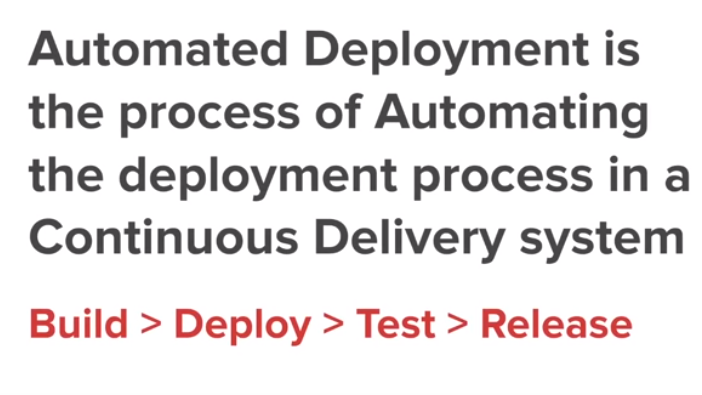 Automated Deployment is
the process of Automating
the deployment process in a
Continuous Delivery system
Build > Deploy > Test > Release